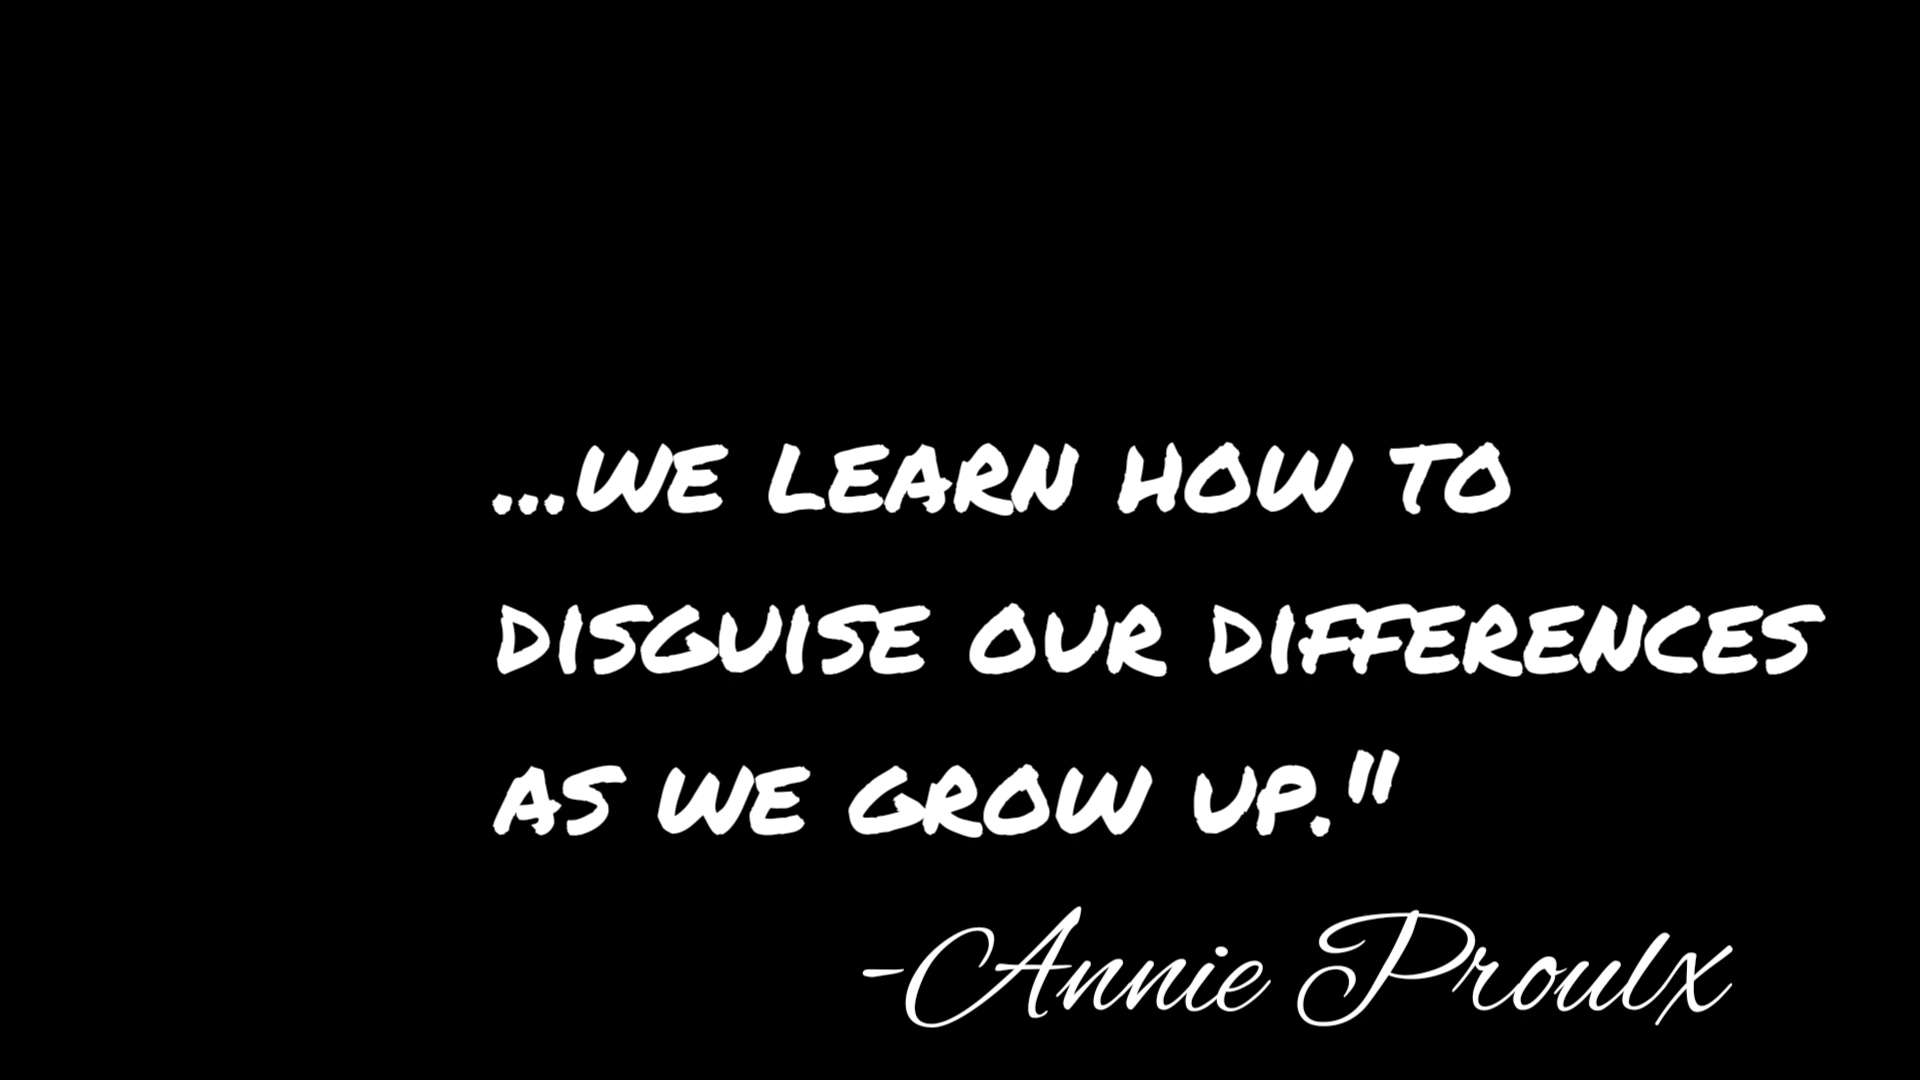 ...WE LEARN HOW TO
DISGUISE OUR DIFFERENCES
AS WE GROW UP."
-Annie Proulx